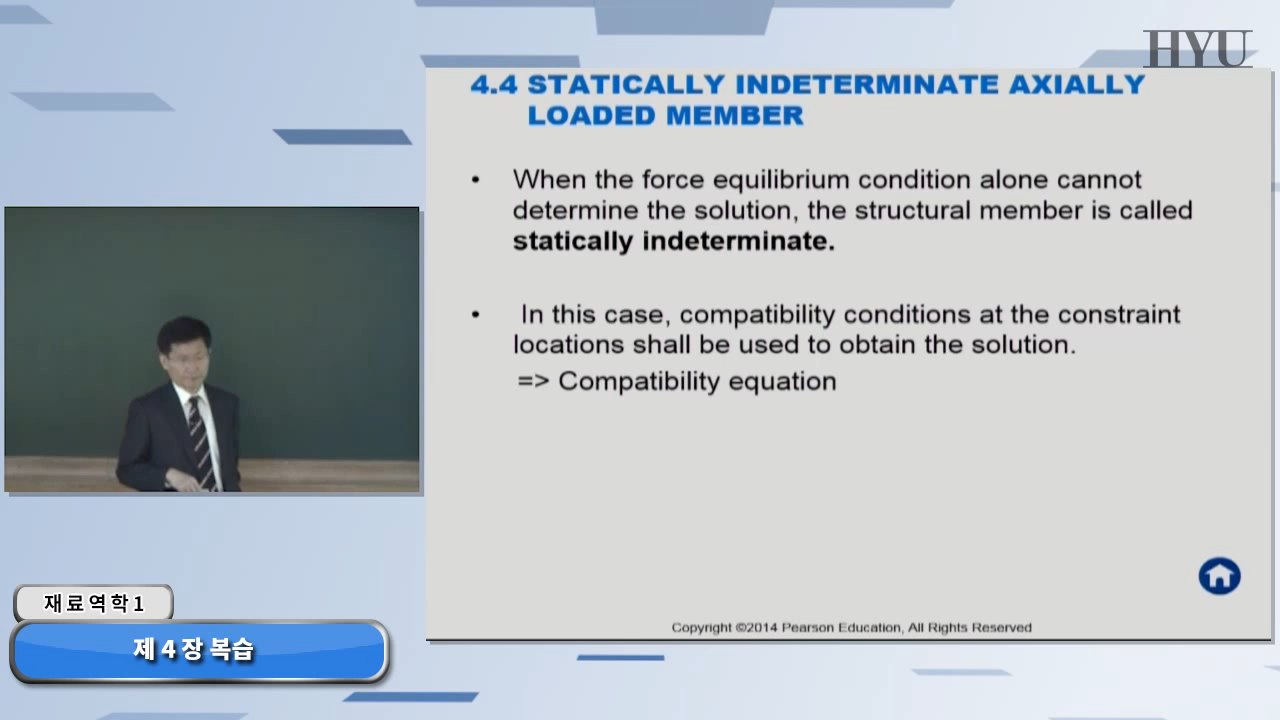 HYU
4.4 STATICALLY INDETERMINATE AXIALLY
LOADED MEMBER
• When the force equilibrium condition alone cannot
determine the solution, the structural member is called
statically indeterminate.
• In this case, compatibility conditions at the constraint
locations shall be used to obtain the solution.
=> Compatibility equation
Copyright ©2014 Pearson Education, All Rights Reserved
재료역학1
제 4 장 복습